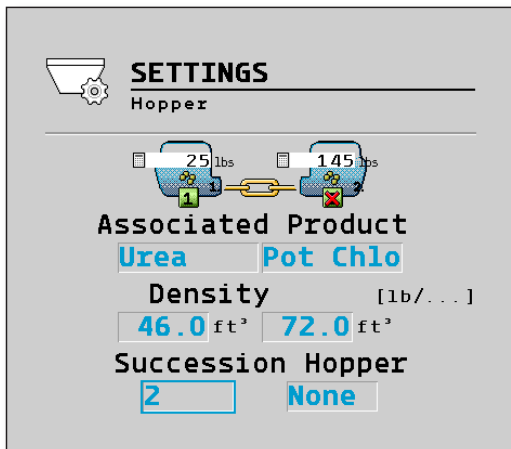 SETTINGS
Hopper
25 lbs 145 lbs
1. 2.
1
Associated Product
Urea Pot Chlo
Density [lb/...]
46.0 ft³ 72.0 ft³
Succession Hopper
2 None